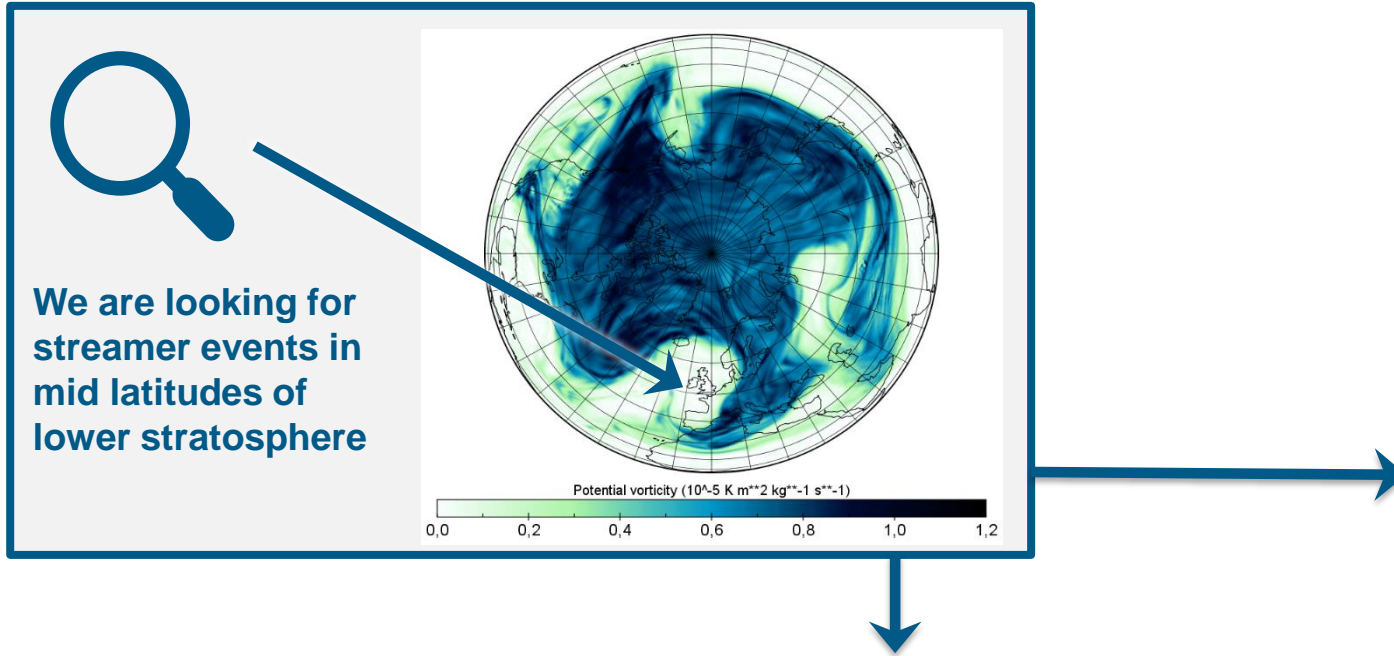 We are looking for
streamer events in
mid latitudes of
lower stratosphere
Potential vorticity (10^-5 K m**2 kg**-1 s**-1)
0,0 0,2 0,4 0,6 0,8 1,0 1,2